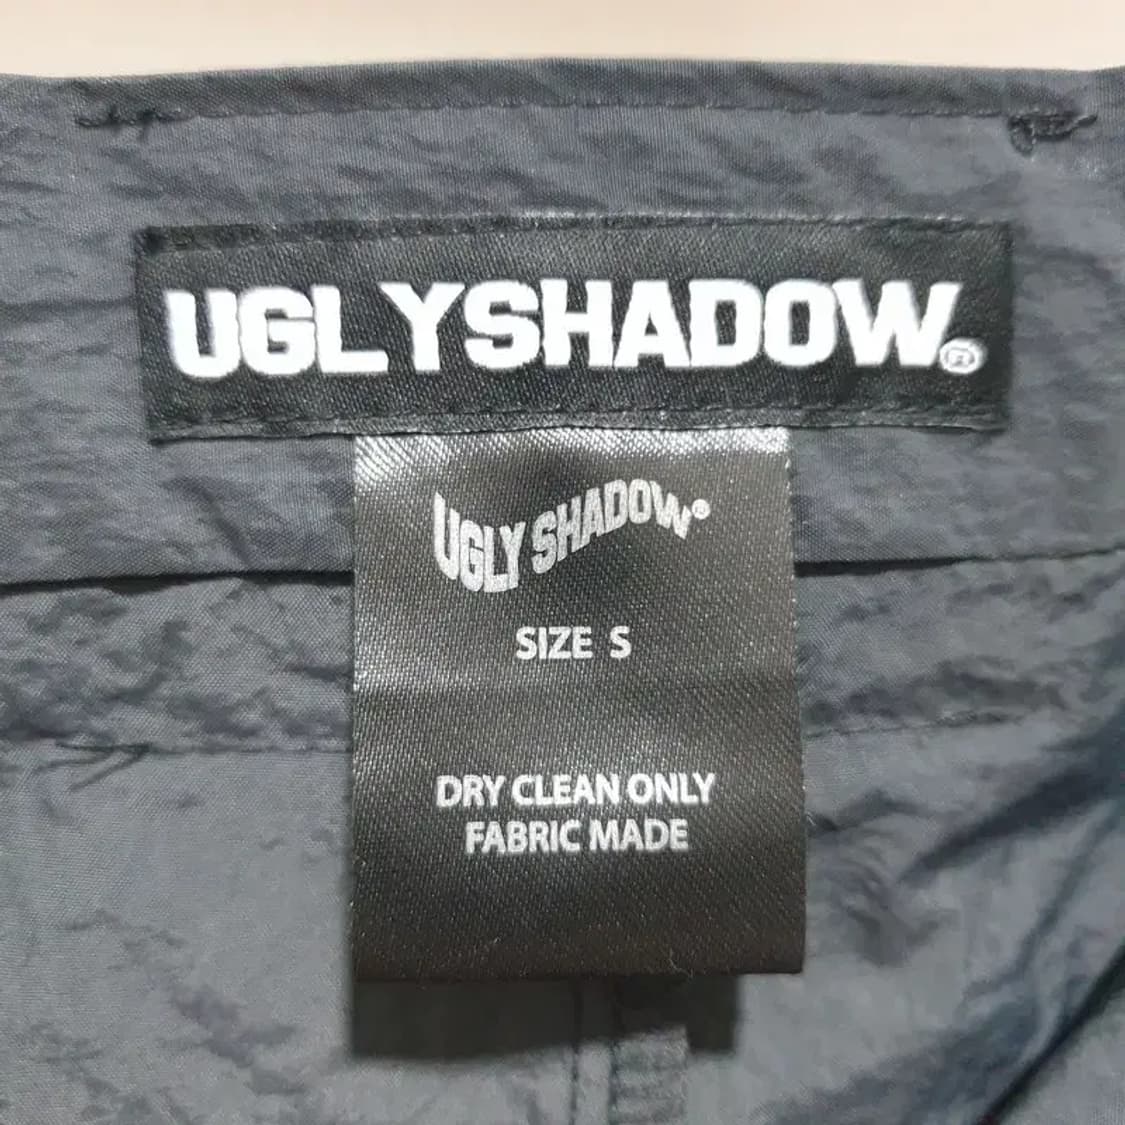 UGLYSHADOW®
UGLY SHADOW®
SIZE S
DRY CLEAN ONLY
FABRIC MADE